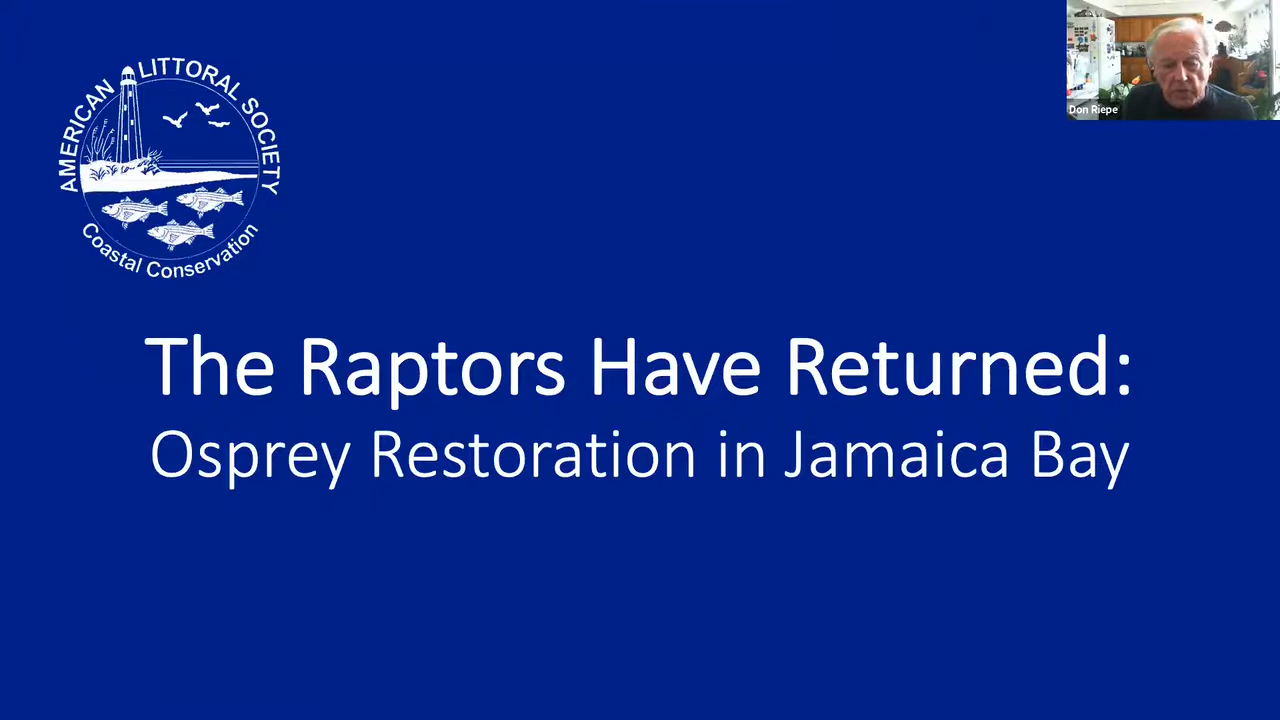 AMERICAN LITTORAL SOCIETY
Coastal Conservation
Don Riepe
The Raptors Have Returned:
Osprey Restoration in Jamaica Bay